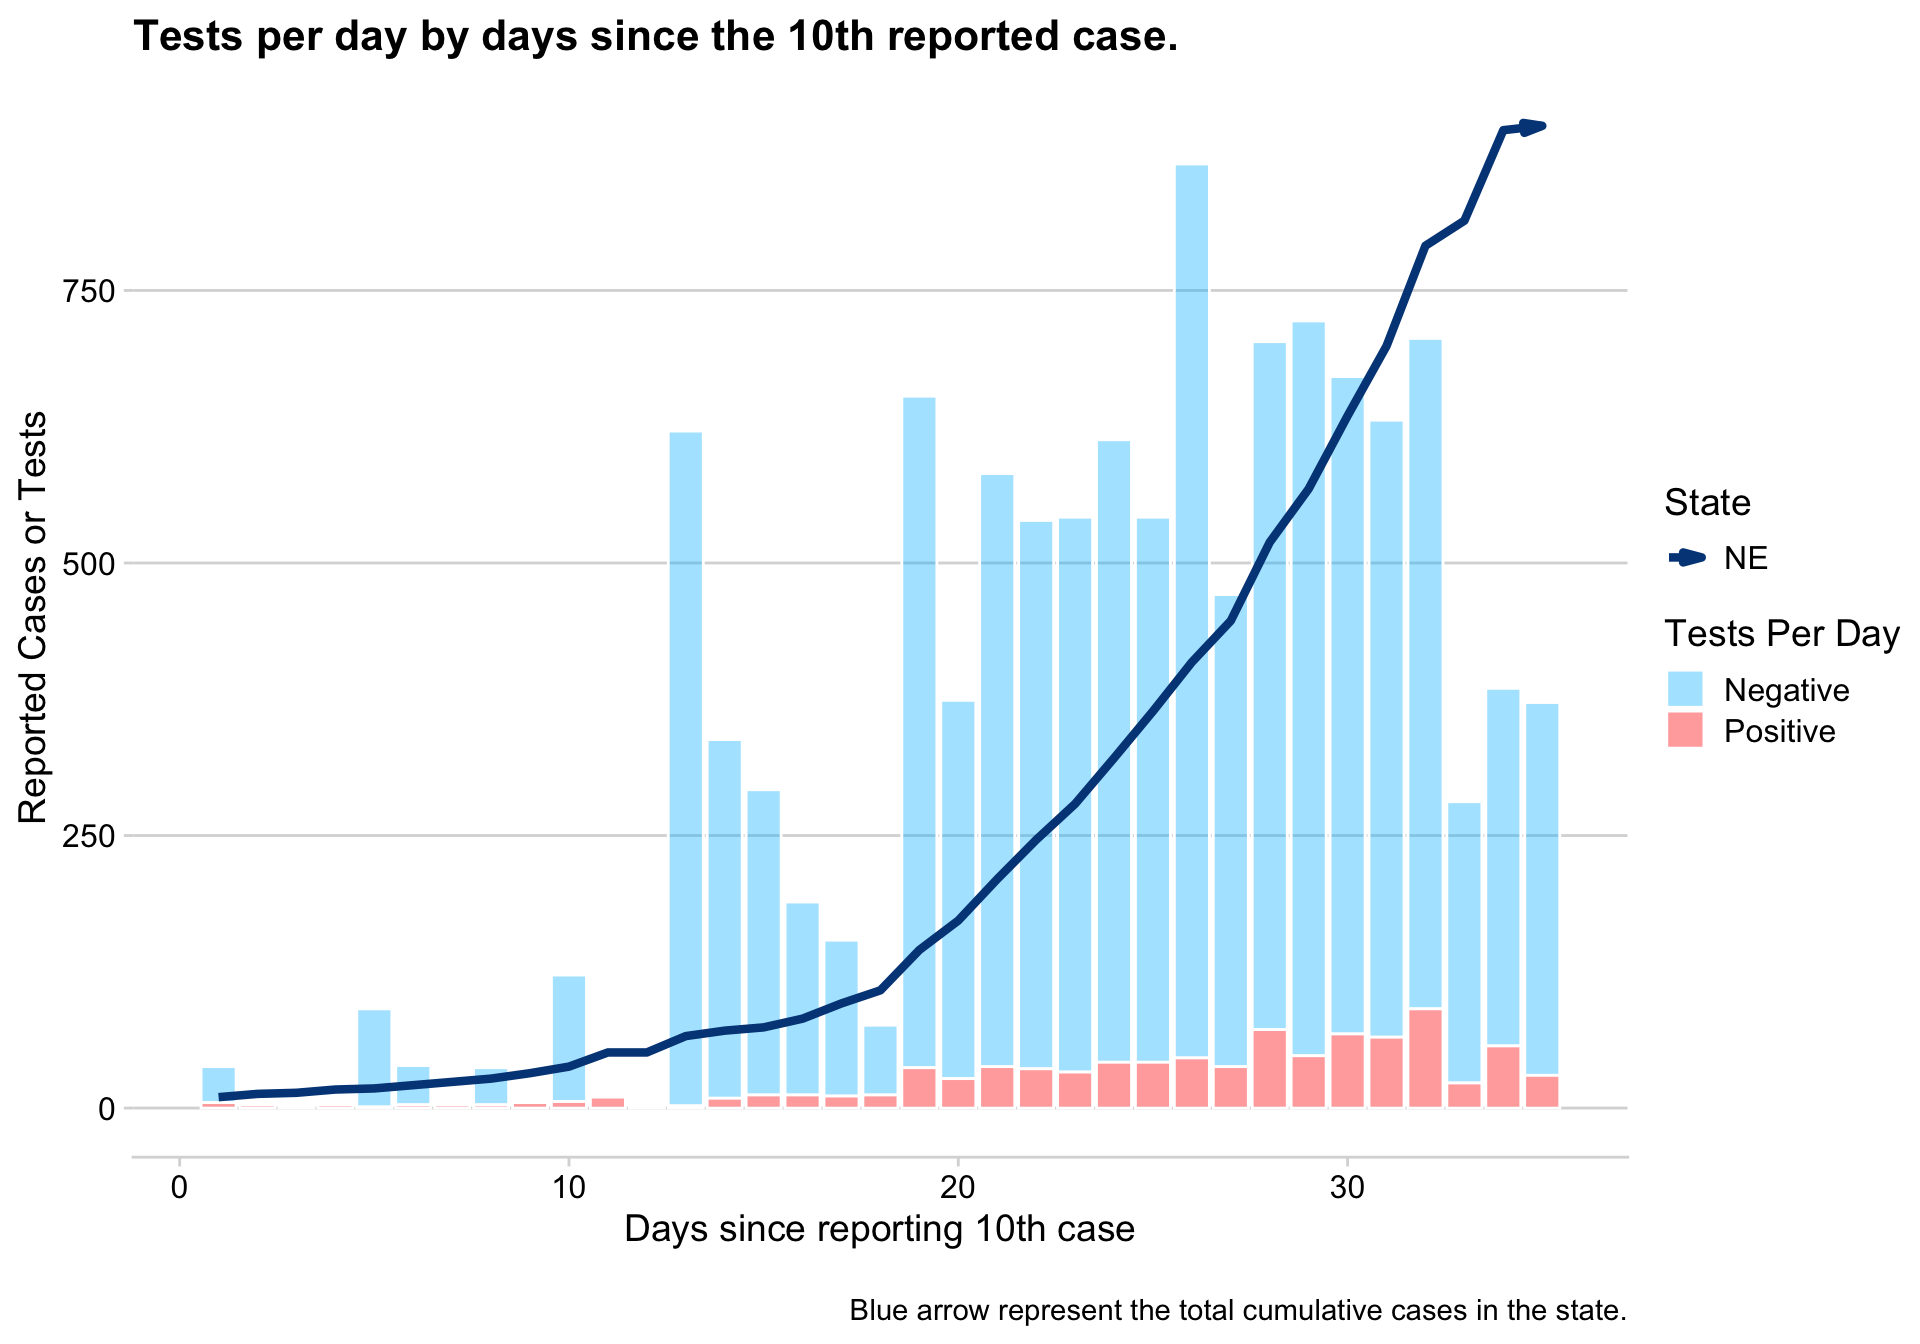 Tests per day by days since the 10th reported case.
Reported Cases or Tests
750
500
250
0
0 10 20 30
Days since reporting 10th case
State
NE
Tests Per Day
Negative
Positive
Blue arrow represent the total cumulative cases in the state.